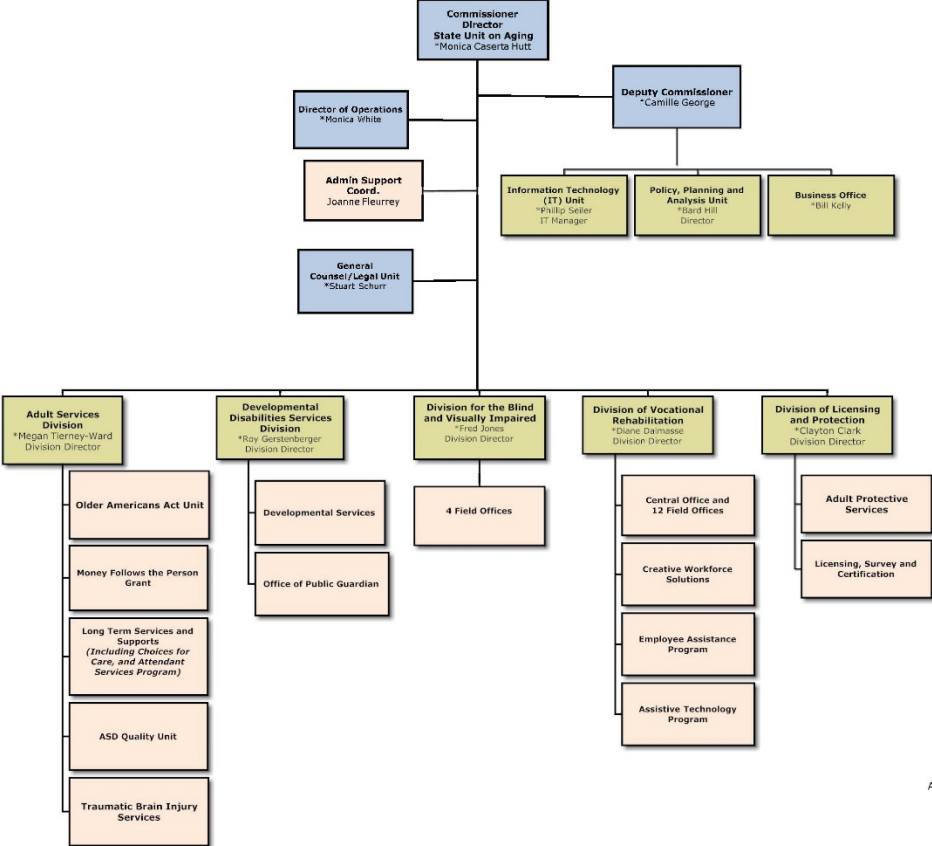 Commissioner
Director
State Unit on Aging
*Monica Caserta Hutt
Deputy Commissioner
*Camille George
Director of Operations
*Monica White
Admin Support
Coord.
Joanne Fleurrey
Information Technology
(IT) Unit
*Phillip Seiler
IT Manager
Policy, Planning and
Analysis Unit
*Bard Hill
Director
Business Office
*Bill Kelly
General
Counsel/Legal Unit
*Stuart Schurr
Adult Services
Division
*Megan Tierney-Ward
Division Director
Developmental
Disabilities Services
Division
*Roy Gerstenberger
Division Director
Division for the Blind
and Visually Impaired
*Fred Jones
Division Director
Division of Vocational
Rehabilitation
*Diane Dalmasse
Division Director
Division of Licensing
and Protection
*Clayton Clark
Division Director
Older Americans Act Unit
Money Follows the Person
Grant
Long Term Services and
Supports
(Including Choices for
Care, and Attendant
Services Program)
ASD Quality Unit
Traumatic Brain Injury
Services
Developmental Services
Office of Public Guardian
4 Field Offices
Central Office and
12 Field Offices
Creative Workforce
Solutions
Employee Assistance
Program
Assistive Technology
Program
Adult Protective
Services
Licensing, Survey and
Certification
A